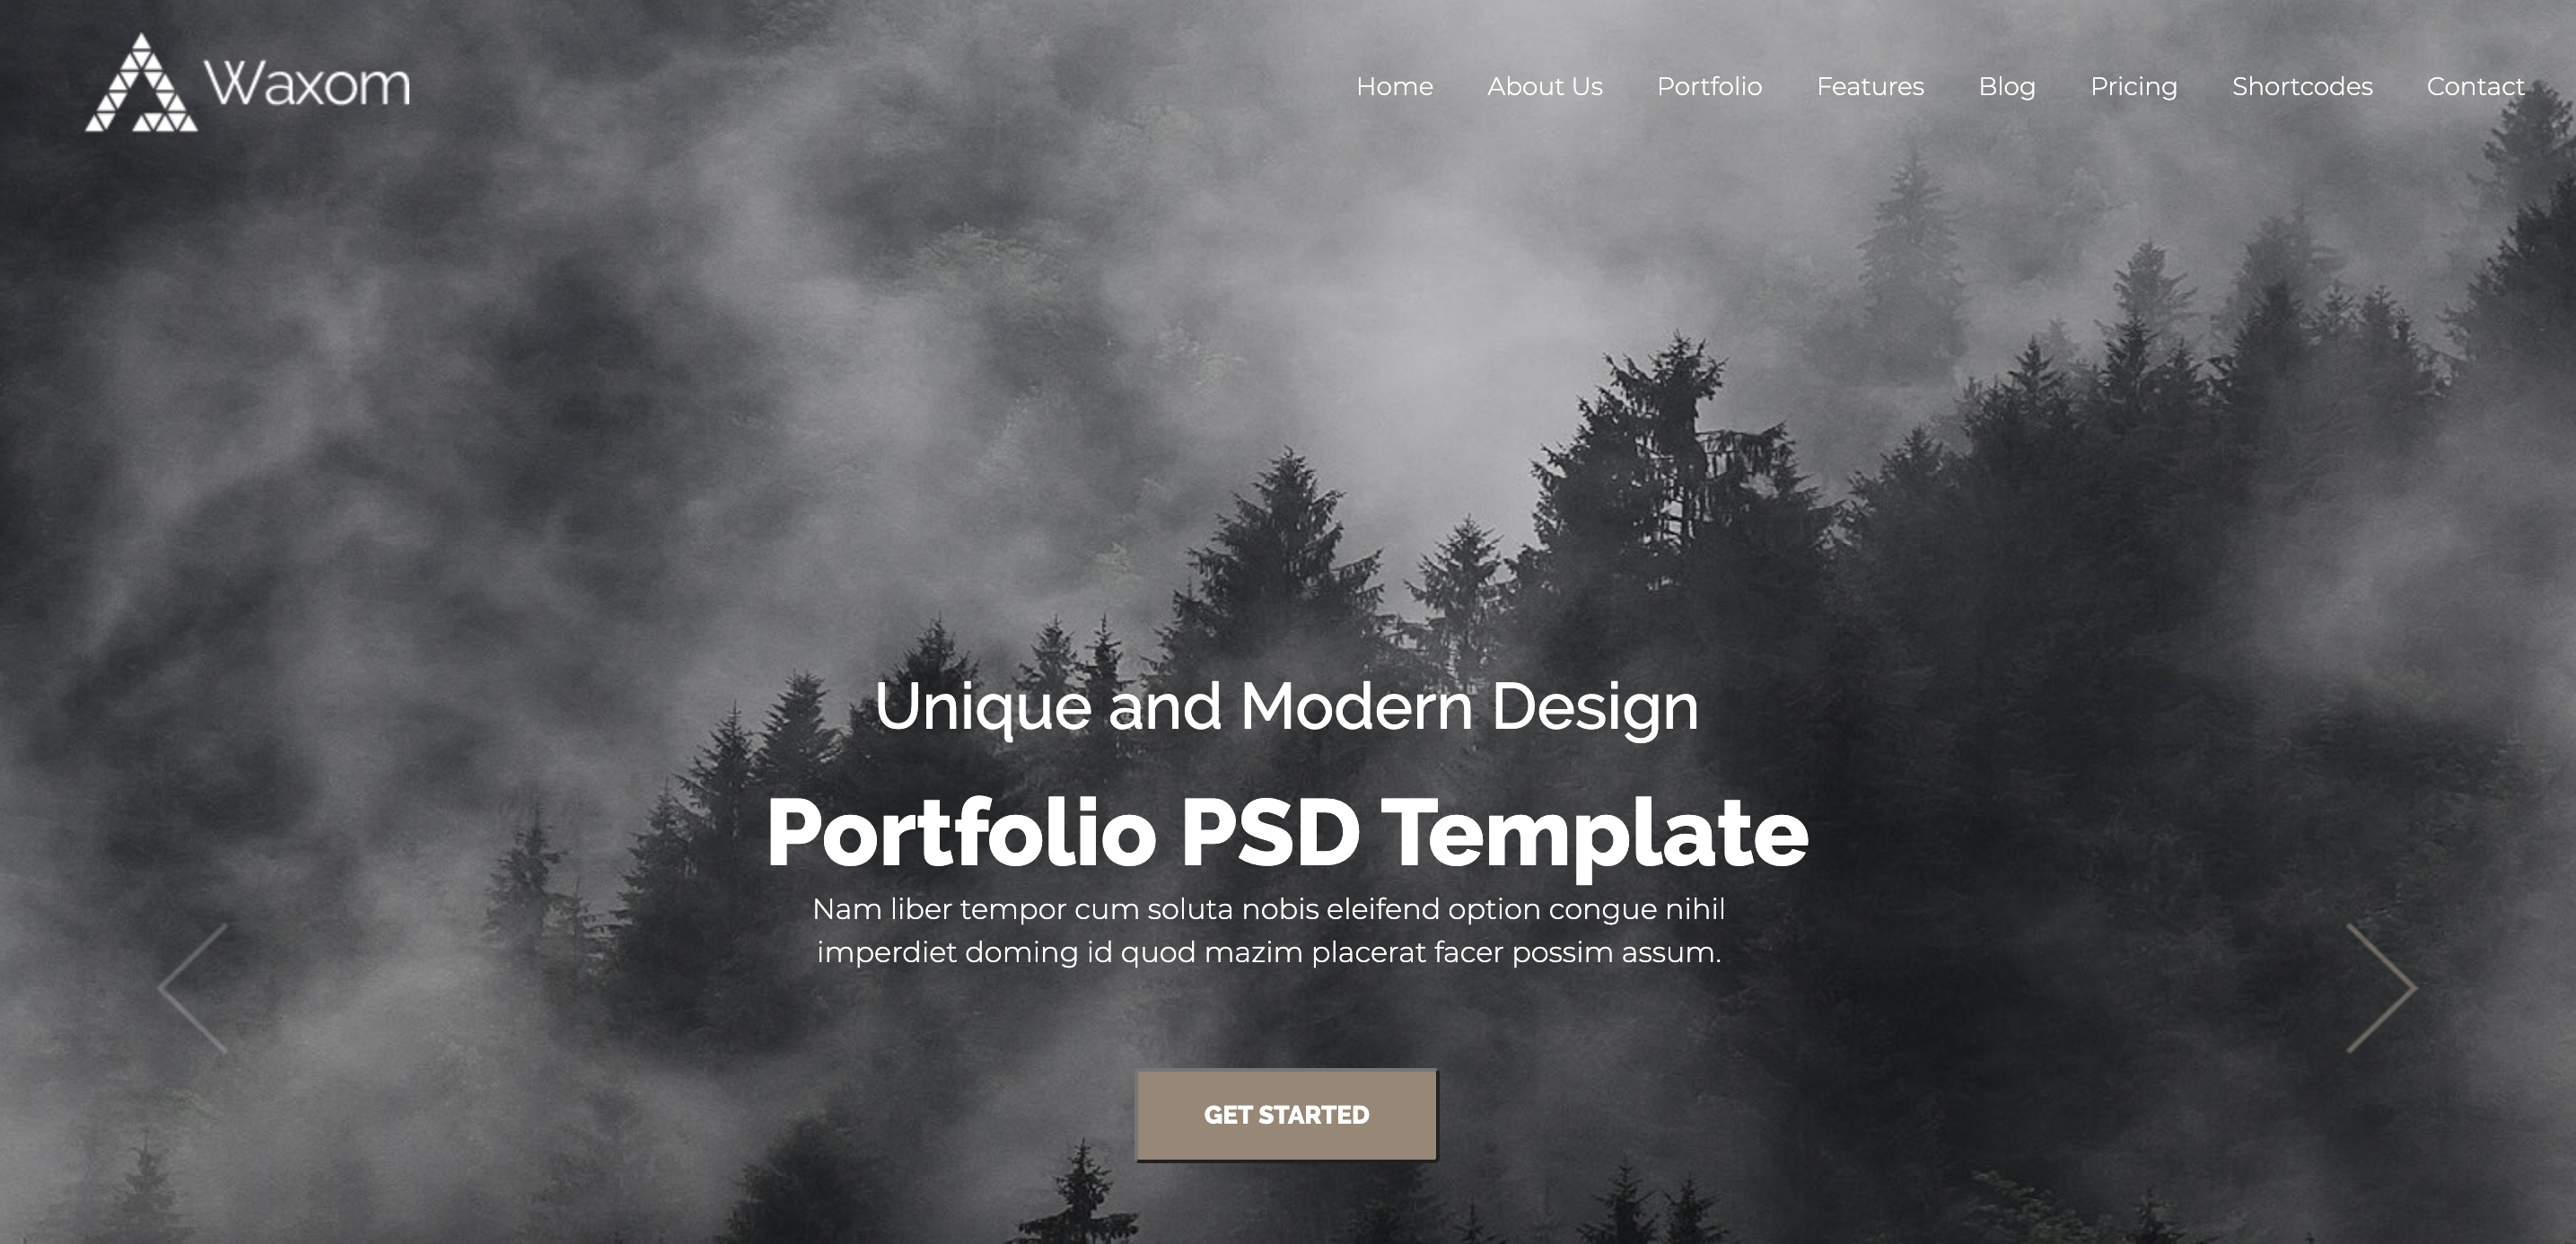 Waxom
Home About Us Portfolio Features Blog Pricing Shortcodes Contact
Unique and Modern Design
Portfolio PSD Template
Nam liber tempor cum soluta nobis eleifend option congue nihil
imperdiet doming id quod mazim placerat facer possim assum.
GET STARTED